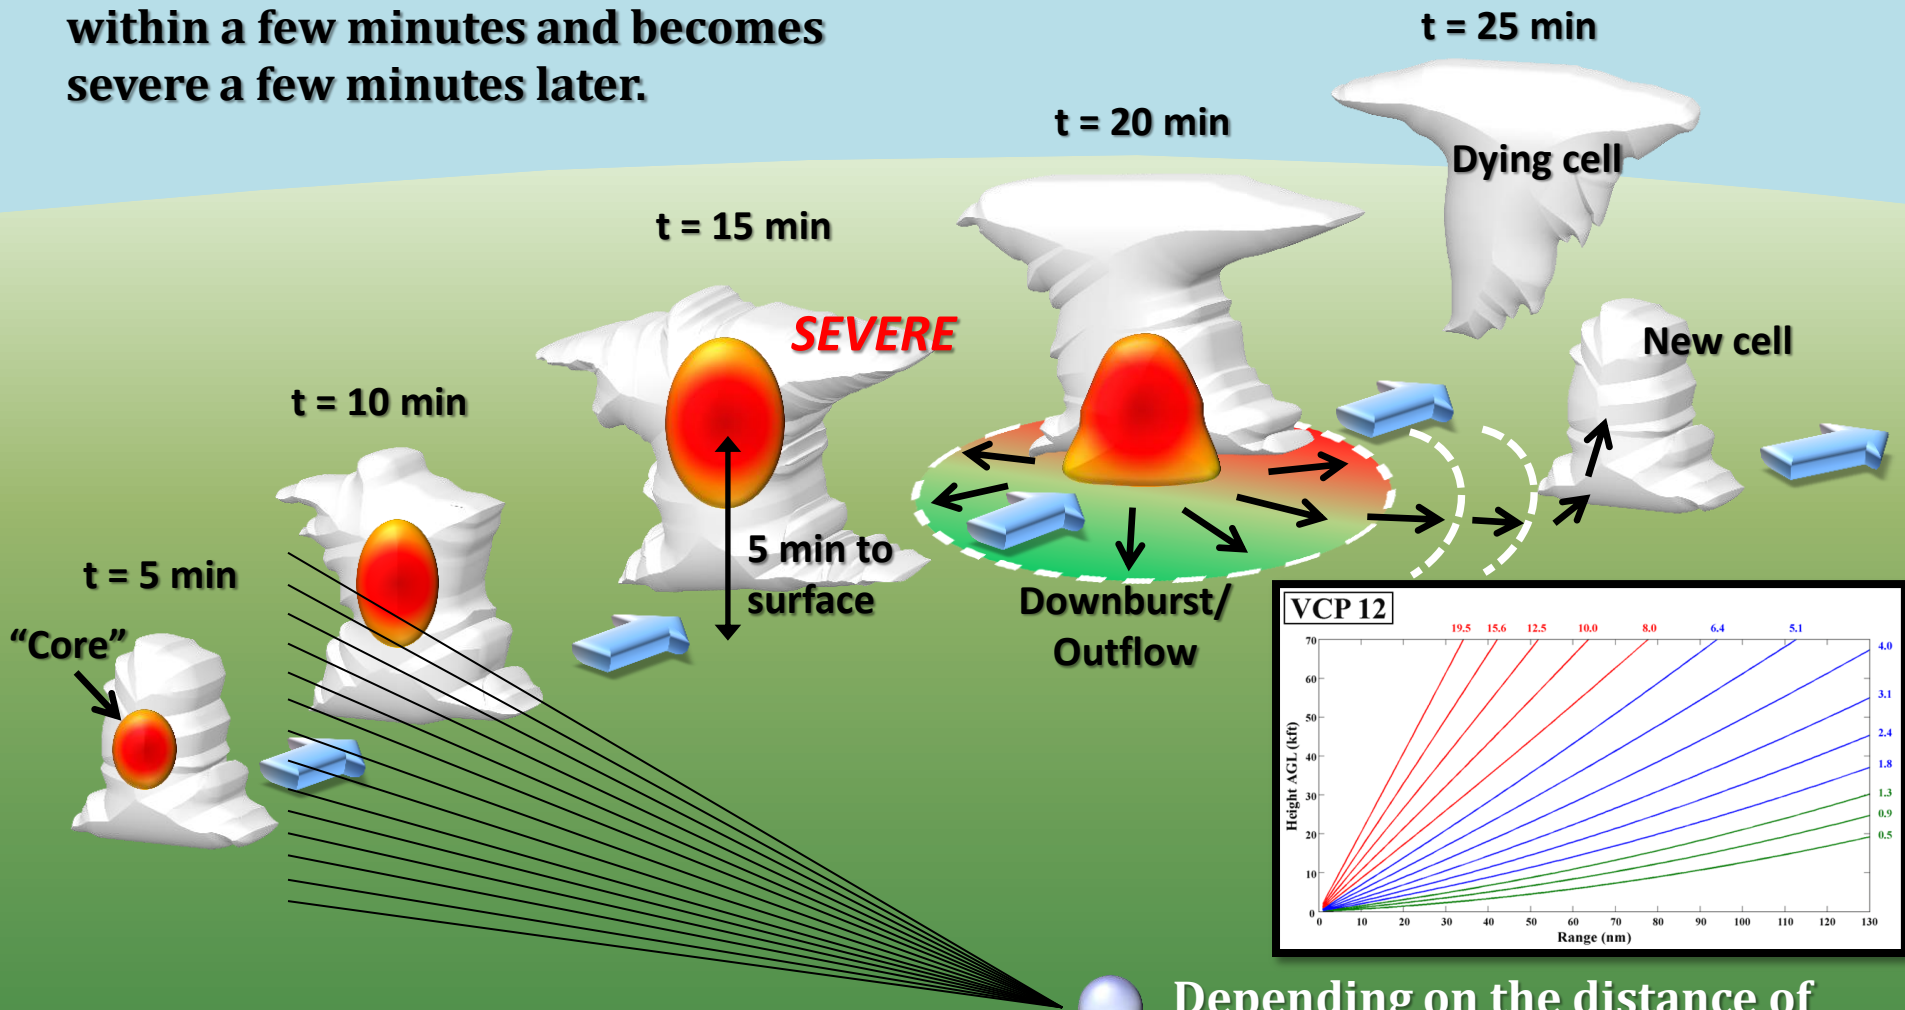 within a few minutes and becomes
severe a few minutes later.
t = 25 min
t = 20 min
Dying cell
t = 15 min
SEVERE
New cell
t = 10 min
5 min to
surface
t = 5 min
“Core”
Downburst/
Outflow
VCP 12
19.5 15.6 12.5 10.0 8.0 6.4 5.1
4.0
3.1
2.4
1.8
1.3
0.9
0.5
Height AGL (kft)
70
60
50
40
30
20
10
0
0 10 20 30 40 50 60 70 80 90 100 110 120 130
Range (nm)
Depending on the distance of